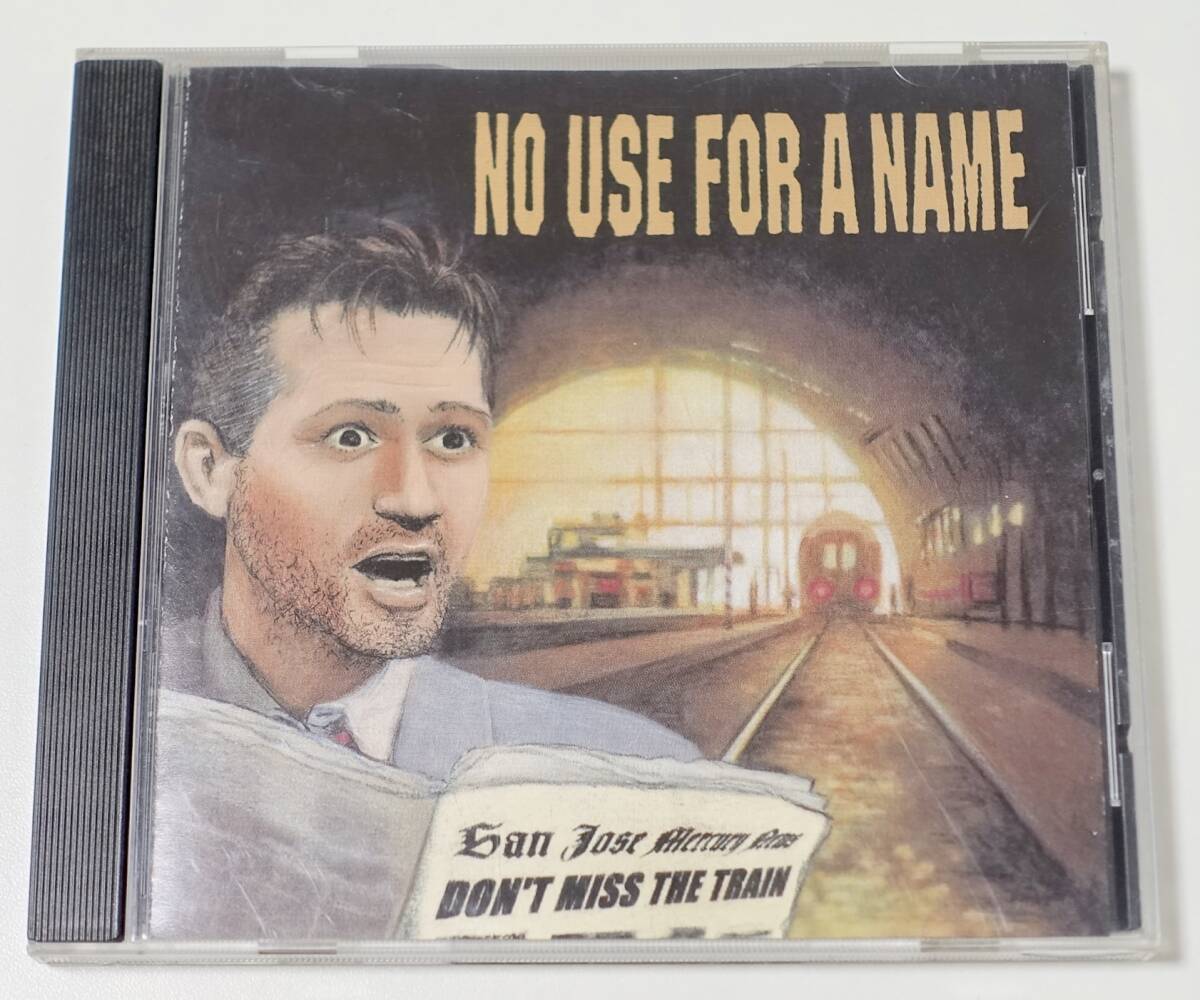 NO USE FOR A NAME
San Jose Mercury News
DON'T MISS THE TRAIN